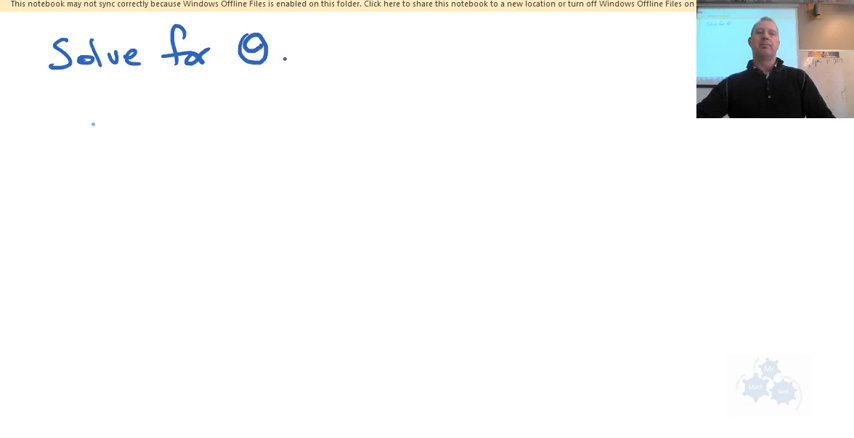 This notebook may not sync correctly because Windows Offline Files is enabled on this folder. Click here to share this notebook to a new location or turn off Windows Offline Files on
Solve for Θ.